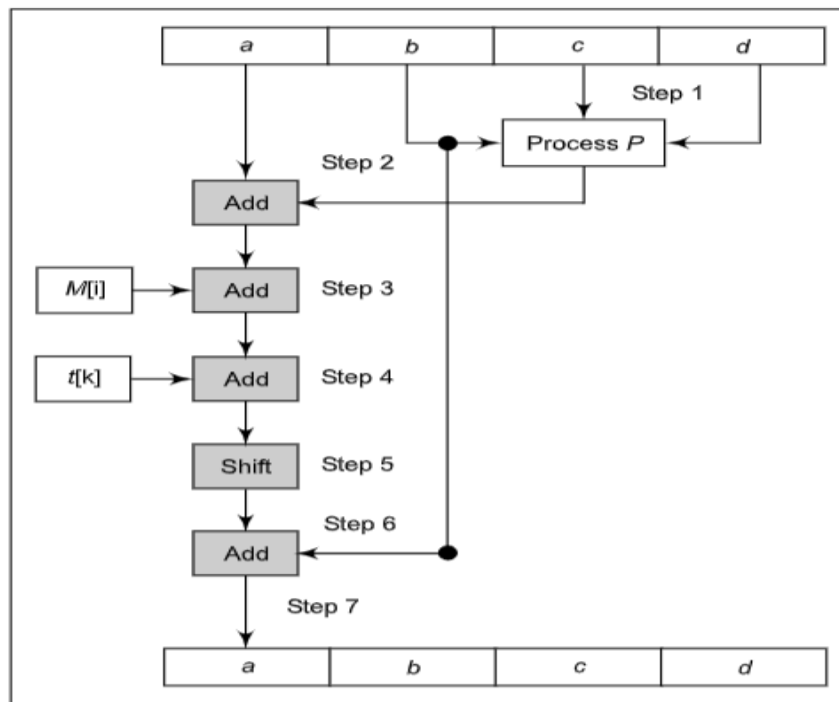 a b c d
Step 1
Process P
Step 2
Add
M[i] Add Step 3
t[k] Add Step 4
Shift Step 5
Step 6
Add
Step 7
a b c d